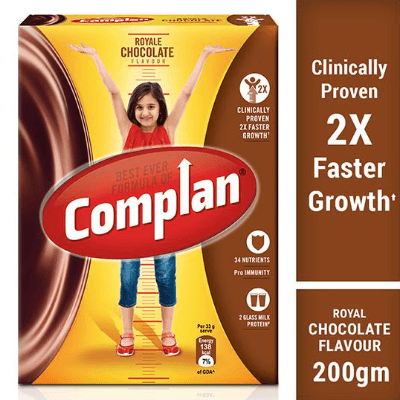 ROYALE
CHOCOLATE
FLAVOUR
2X
CLINICALLY
PROVEN
2X FASTER
GROWTH†
BEST EVER
FORMULA OF
Complan®
34 NUTRIENTS
Pro IMMUNITY
2 GLASS MILK
PROTEIN#
Per 33 g
serve
Energy
138
kcal
7%
of GDA^
Clinically
Proven
2X
Faster
Growth†
ROYAL
CHOCOLATE
FLAVOUR
200gm